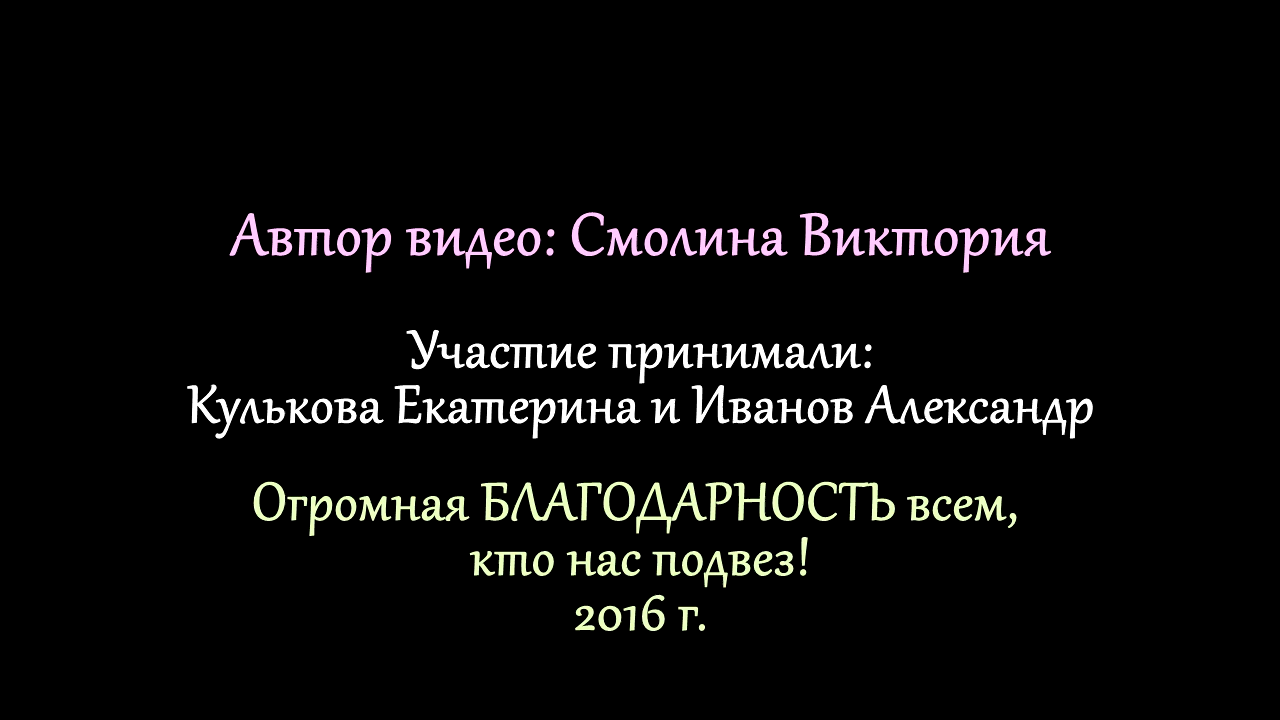 Автор видео: Смолина Виктория
Участие принимали:
Кулькова Екатерина и Иванов Александр
Огромная БЛАГОДАРНОСТЬ всем,
кто нас подвез!
2016 г.